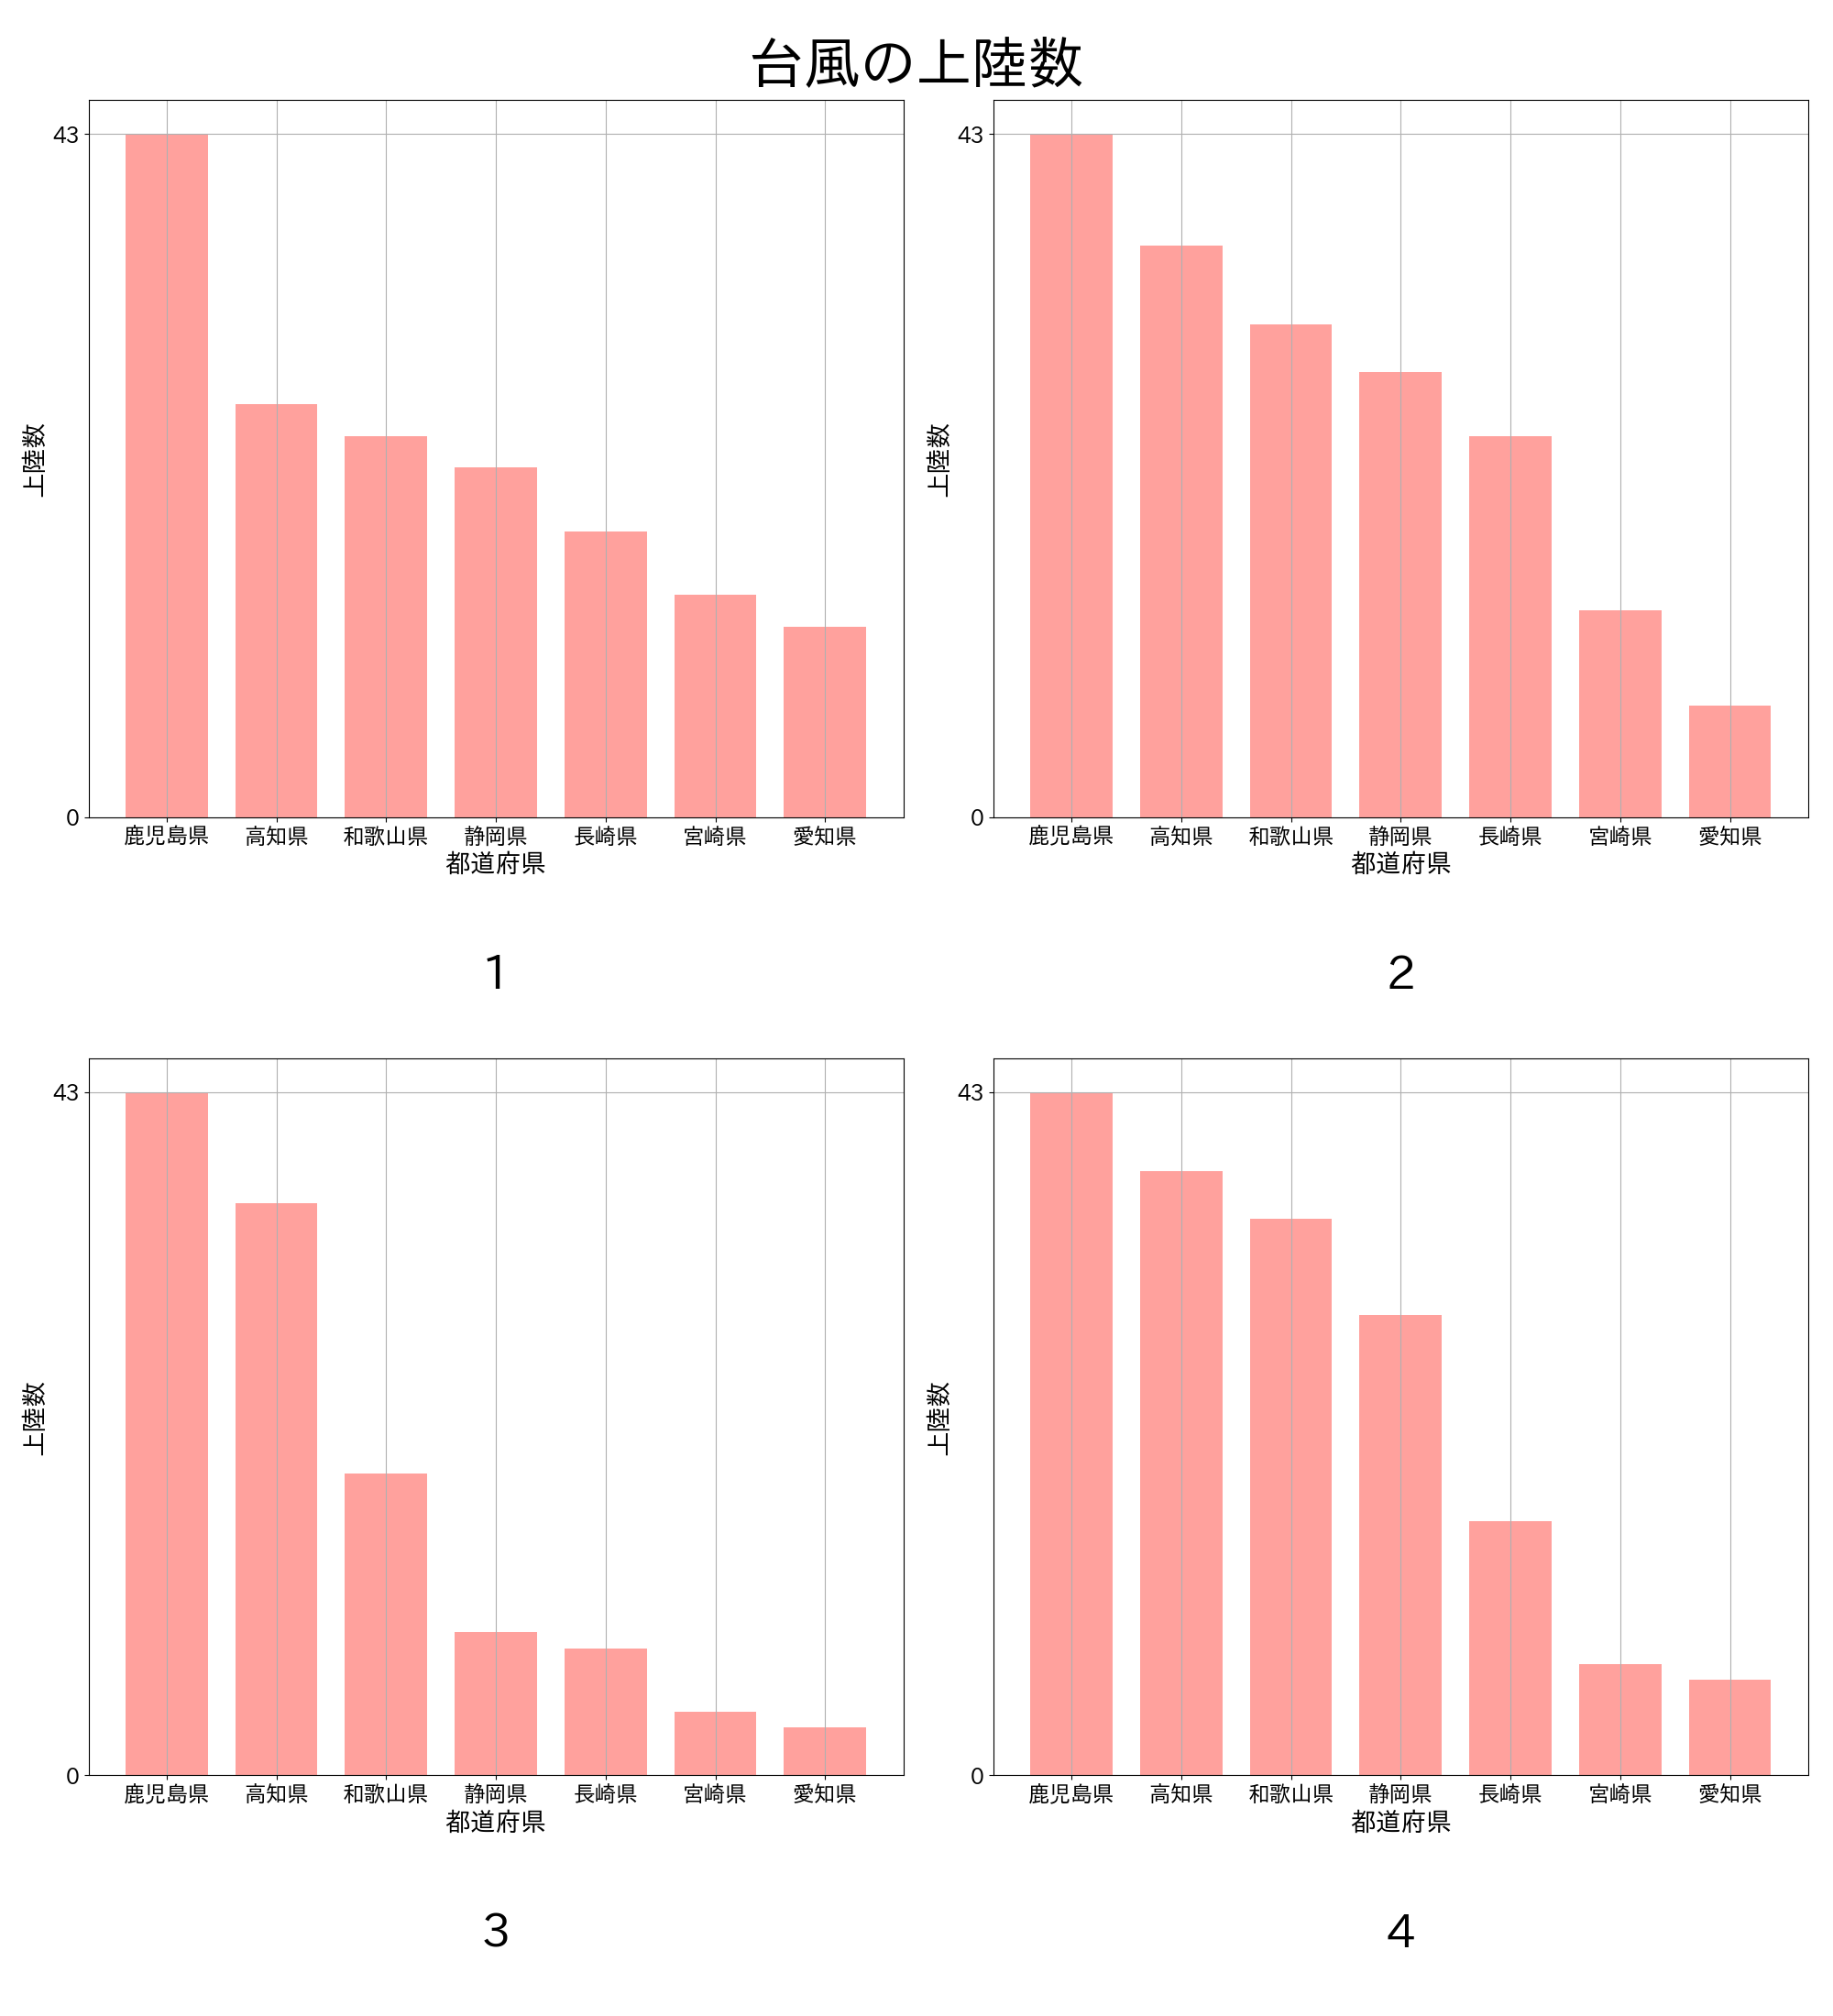 台風の上陸数
43
0
上陸数
鹿児島県 高知県 和歌山県 静岡県 長崎県 宮崎県 愛知県
都道府県
1
43
0
上陸数
鹿児島県 高知県 和歌山県 静岡県 長崎県 宮崎県 愛知県
都道府県
2
43
0
上陸数
鹿児島県 高知県 和歌山県 静岡県 長崎県 宮崎県 愛知県
都道府県
3
43
0
上陸数
鹿児島県 高知県 和歌山県 静岡県 長崎県 宮崎県 愛知県
都道府県
4